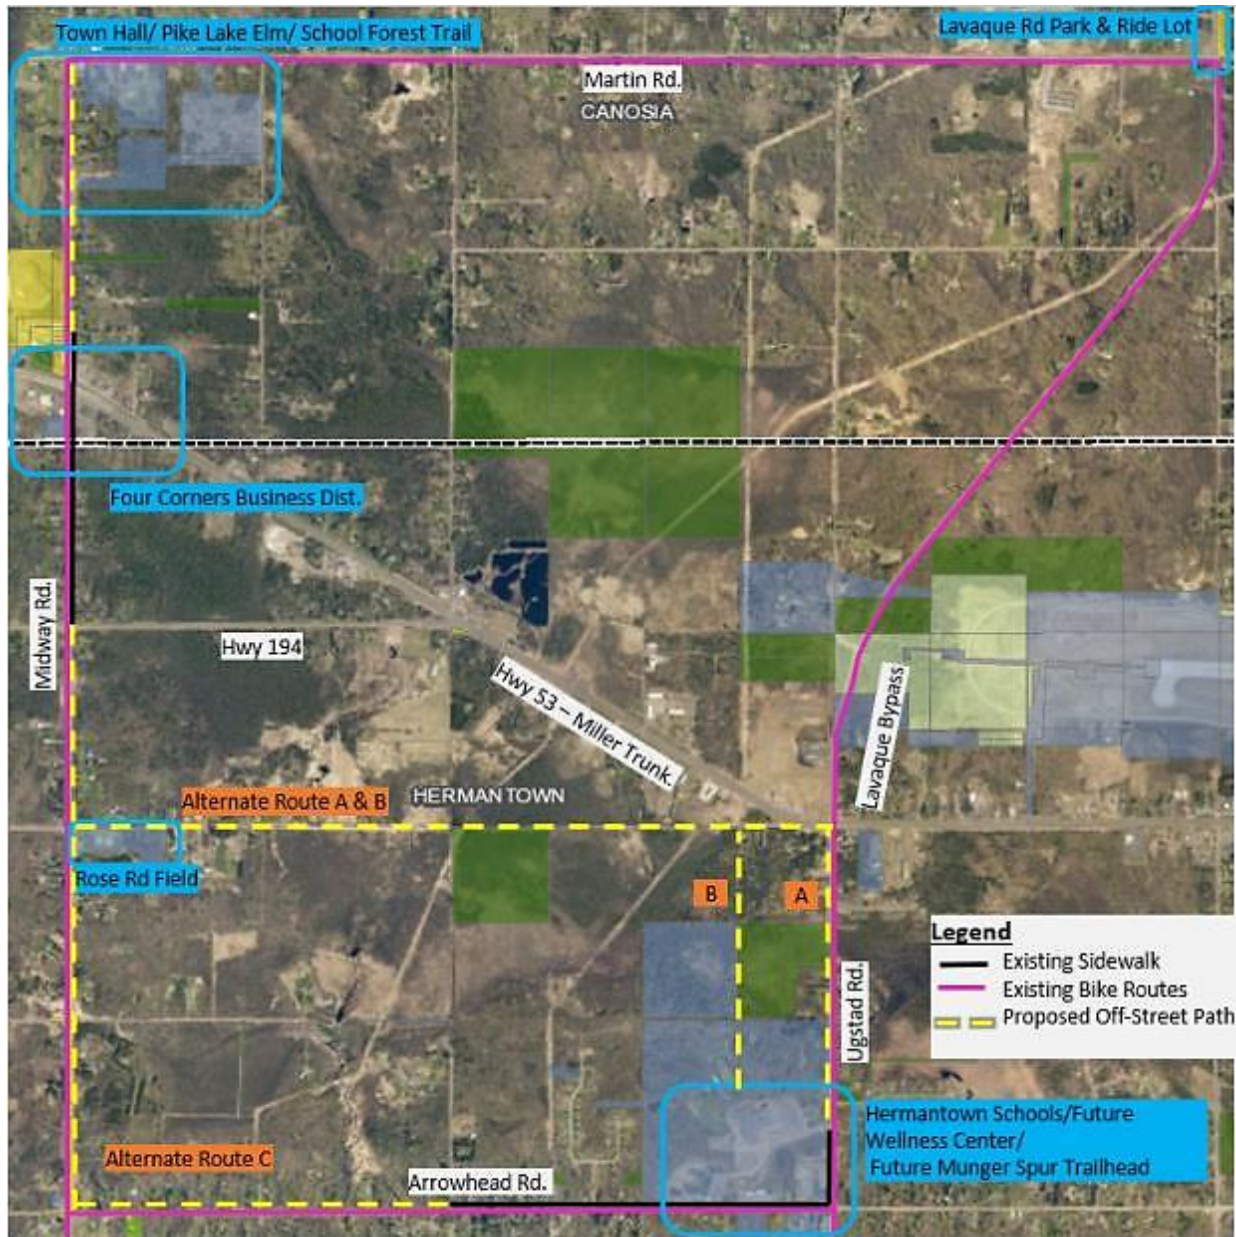 Town Hall/ Pike Lake Elm/ School Forest Trail
Lavaque Rd Park & Ride Lot
Martin Rd.
CANOSIA
Four Corners Business Dist.
Midway Rd.
Hwy 194
Hwy 53 – Miller Trunk.
Lavaque Bypass
Alternate Route A & B
HERMANTOWN
Rose Rd Field
B
A
Legend
Existing Sidewalk
Existing Bike Routes
Proposed Off-Street Path
Ugstad Rd.
Hermantown Schools/Future
Wellness Center/
Future Munger Spur Trailhead
Alternate Route C
Arrowhead Rd.